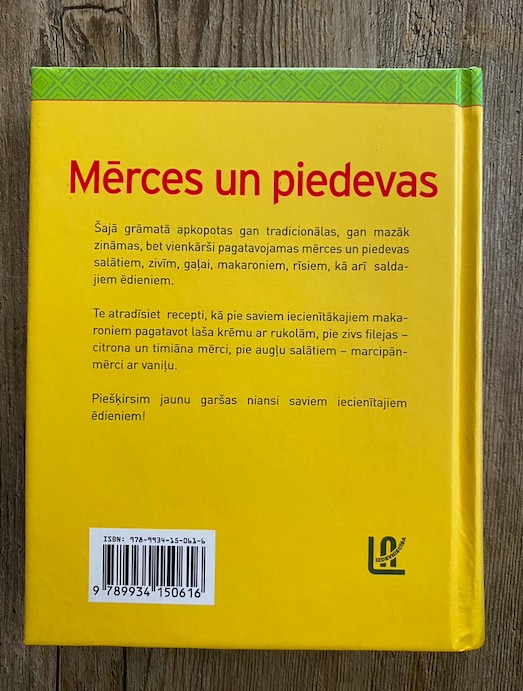 Mērces un piedevas
Šajā grāmatā apkopotas gan tradicionālas, gan mazāk
zināmas, bet vienkārši pagatavojamas mērces un piedevas
salātiem, zivīm, gaļai, makaroniem, rīsiem, kā arī salda-
jiem ēdieniem.
Te atradīsiet recepti, kā pie saviem iecienītākajiem maka-
roniem pagatavot laša krēmu ar rukolām, pie zivs filejas –
citrona un timiāna mērci, pie augļu salātiem – marcipān-
mērci ar vaniļu.
Piešķirsim jaunu garšas niansi saviem iecienītajiem
ēdieniem!
ISBN: 978-9934-15-061-6
9 789934 150616
LA
IZDEVNIECĪBA